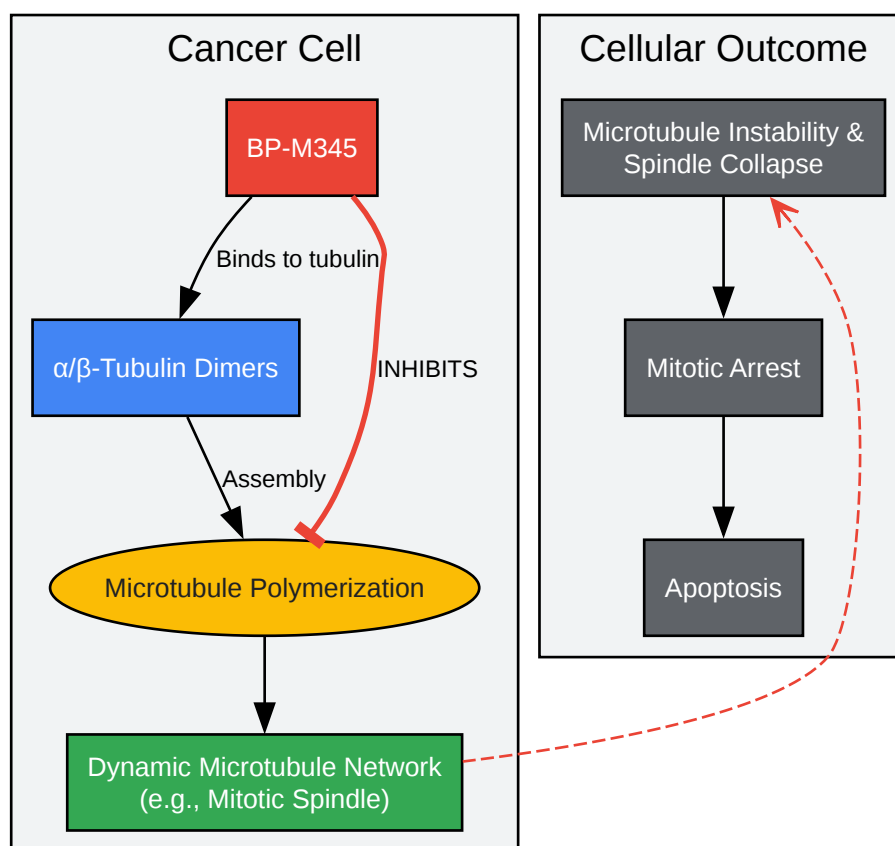 Cancer Cell
BP-M345
Binds to tubulin
α/β-Tubulin Dimers
INHIBITS
Assembly
Microtubule Polymerization
Dynamic Microtubule Network
(e.g., Mitotic Spindle)
Cellular Outcome
Microtubule Instability &
Spindle Collapse
Mitotic Arrest
Apoptosis